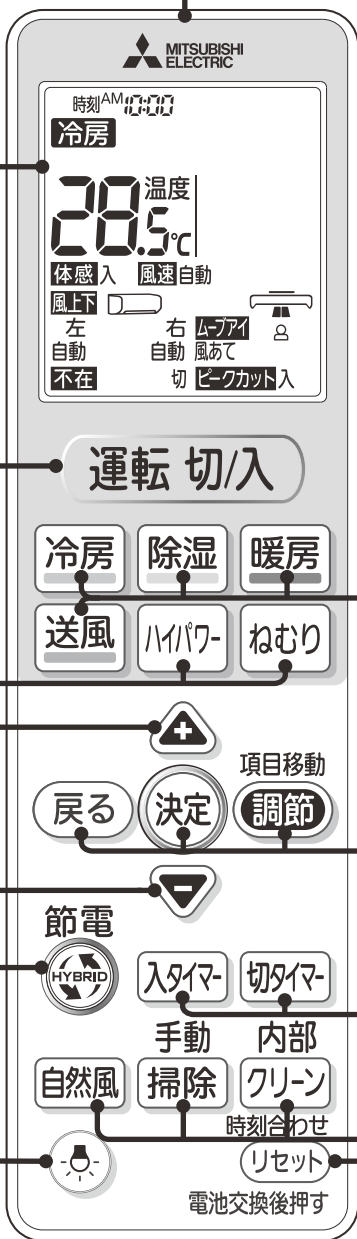 MITSUBISHI
ELECTRIC
時刻AM10:00
冷房
28.5℃ 温度
体感 入 風速 自動
風上下
左 右 ムーブアイ
自動 自動 風あて
不在 切 ピークカット 入
運転 切/入
冷房 除湿 暖房
送風 ハイパワー ねむり
項目移動
戻る 決定 調節
節電
HYBRID 入タイマー 切タイマー
手動 内部
自然風 掃除 クリーン
時刻合わせ
リセット
電池交換後押す